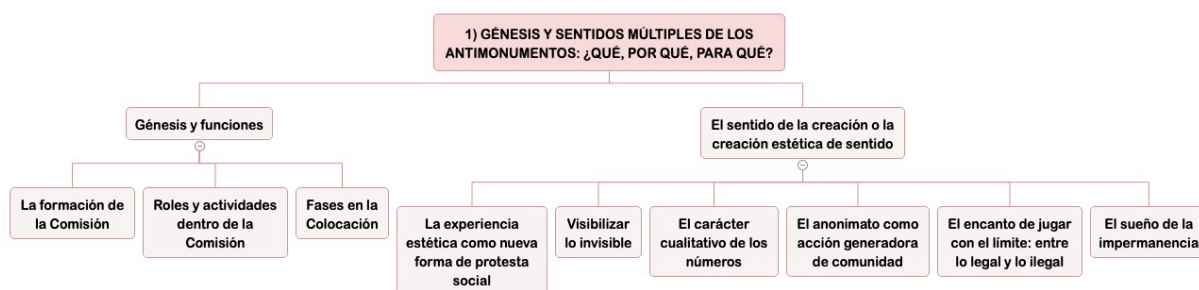 1) GÉNESIS Y SENTIDOS MÚLTIPLES DE LOS
ANTIMONUMENTOS: ¿QUÉ, POR QUÉ, PARA QUÉ?
Génesis y funciones
El sentido de la creación o la
creación estética de sentido
La formación de
la Comisión
Roles y actividades
dentro de la
Comisión
Fases en la
Colocación
La experiencia
estética como nueva
forma de protesta
social
Visibilizar
lo invisible
El carácter
cualitativo de los
números
El anonimato como
acción generadora
de comunidad
El encanto de jugar
con el límite: entre
lo legal y lo ilegal
El sueño de la
impermanencia